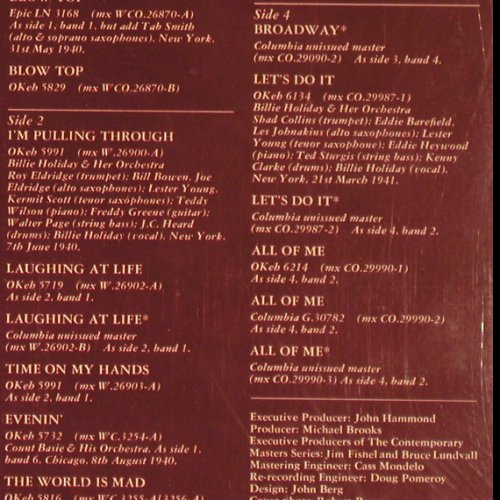 BLOW TOP
Epic LN 3168 (mx WCO.26870-A)
As side 1, band 1, but add Tab Smith
(alto & soprano saxophones). New York.
31st May 1940.
BLOW TOP
OKeh 5829 (mx WCO.26870-B)
Side 2
I'M PULLING THROUGH
OKeh 5991 (mx W.26900-A)
Billie Holiday & Her Orchestra
Roy Eldridge (trumpet); Bill Bowen, Joe
Eldridge (alto saxophones); Lester Young,
Kermit Scott (tenor saxophones); Teddy
Wilson (piano); Freddy Greene (guitar);
Walter Page (string bass); J.C. Heard
(drums); Billie Holiday (vocal). New York.
7th June 1940.
LAUGHING AT LIFE
OKeh 5719 (mx W.26902-A)
As side 2, band 1.
LAUGHING AT LIFE*
Columbia unissued master
(mx W.26902-B) As side 2, band 1.
TIME ON MY HANDS
OKeh 5991 (mx W.26903-A)
As side 2, band 1.
EVENIN'
OKeh 5732 (mx WC.3254-A)
Count Basie & His Orchestra. As side 1.
band 6. Chicago, 8th August 1940.
THE WORLD IS MAD
OKeh 5816 (mx WC.3255-A/3256-A)
Side 4
BROADWAY*
Columbia unissued master
(mx CO.29090-2) As side 3, band 4.
LET'S DO IT
OKeh 6134 (mx CO.29987-1)
Billie Holiday & Her Orchestra
Shad Collins (trumpet); Eddie Barefield,
Les Johnakins (alto saxophones); Lester
Young (tenor saxophone); Eddie Heywood
(piano); Ted Sturgis (string bass); Kenny
Clarke (drums); Billie Holiday (vocal).
New York, 21st March 1941.
LET'S DO IT*
Columbia unissued master
(mx CO.29987-2) As side 4, band 2.
ALL OF ME
OKeh 6214 (mx CO.29990-1)
As side 4, band 2.
ALL OF ME
Columbia G.30782 (mx CO.29990-2)
As side 4, band 2.
ALL OF ME*
Columbia unissued master
(mx CO.29990-3) As side 4, band 2.
Executive Producer: John Hammond
Producer: Michael Brooks
Executive Producers of The Contemporary
Masters Series: Jim Fishel and Bruce Lundvall
Mastering Engineer: Cass Mondelo
Re-recording Engineer: Doug Pomeroy
Design: John Berg